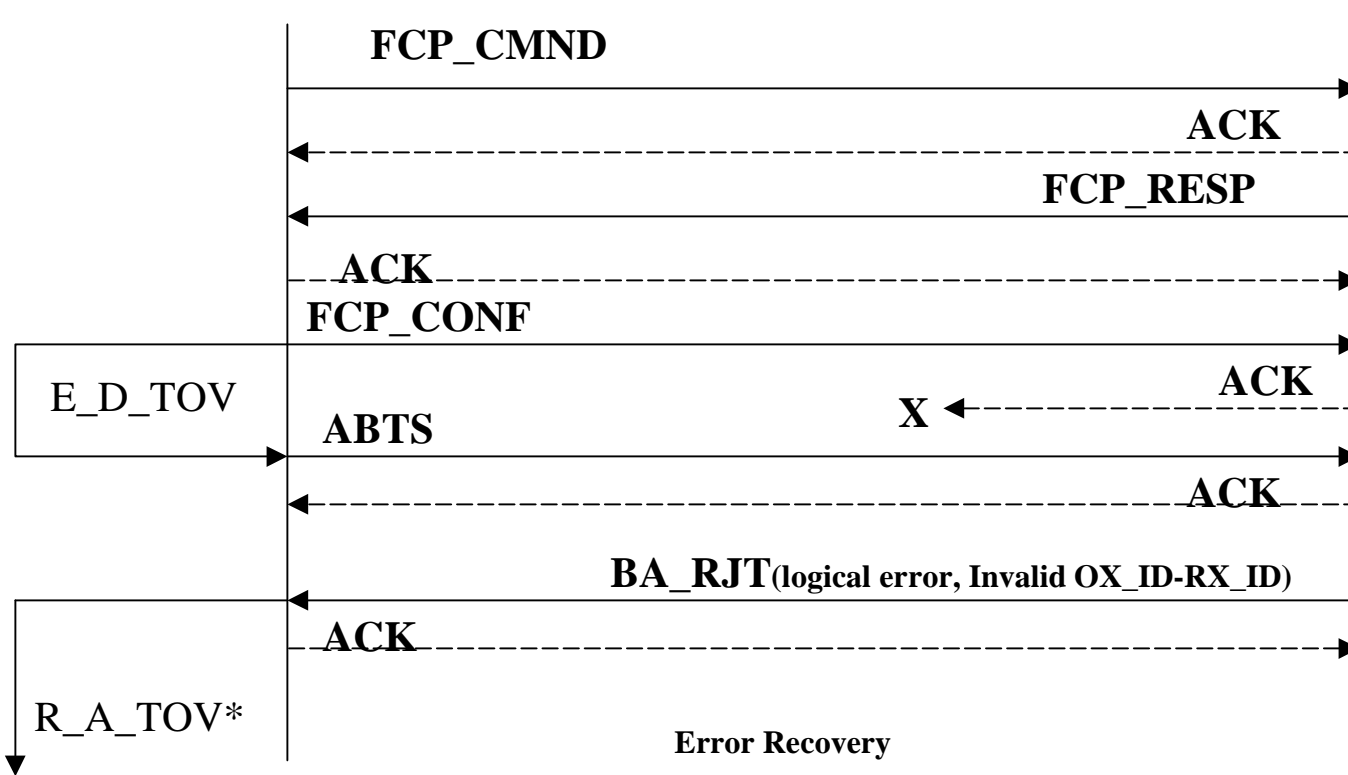 FCP_CMND
ACK
FCP_RESP
ACK
FCP_CONF
E_D_TOV
ACK
X
ABTS
ACK
BA_RJT(logical error, Invalid OX_ID-RX_ID)
ACK
R_A_TOV*
Error Recovery